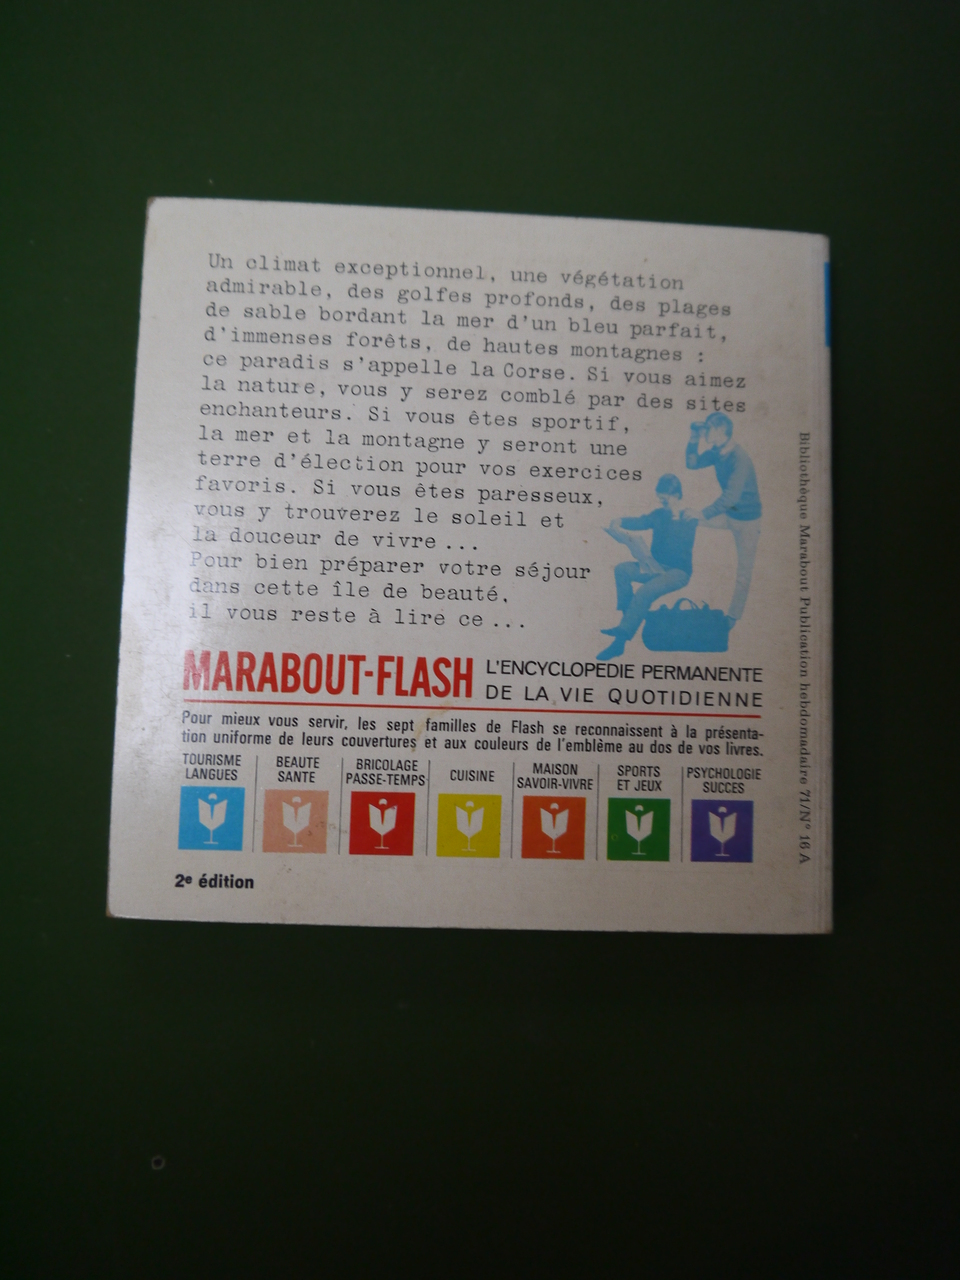 Un climat exceptionnel, une végétation
admirable, des golfes profonds, des plages
de sable bordant la mer d'un bleu parfait,
d'immenses forêts, de hautes montagnes :
ce paradis s'appelle la Corse. Si vous aimez
la nature, vous y serez comblé par des sites
enchanteurs. Si vous êtes sportif,
la mer et la montagne y seront une
terre d'élection pour vos exercices
favoris. Si vous êtes paresseux,
vous y trouverez le soleil et
la douceur de vivre ...
Pour bien préparer votre séjour
dans cette île de beauté,
il vous reste à lire ce ...
MARABOUT-FLASH L'ENCYCLOPEDIE PERMANENTE
DE LA VIE QUOTIDIENNE
Pour mieux vous servir, les sept familles de Flash se reconnaissent à la présenta-
tion uniforme de leurs couvertures et aux couleurs de l'emblème au dos de vos livres.
TOURISME
LANGUES
BEAUTE
SANTE
BRICOLAGE
PASSE-TEMPS
CUISINE
MAISON
SAVOIR-VIVRE
SPORTS
ET JEUX
PSYCHOLOGIE
SUCCES
2e édition
Bibliothèque Marabout Publication hebdomadaire 71/N° 16 A